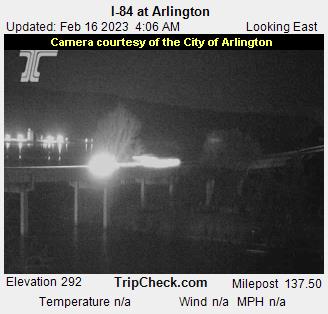 I-84 at Arlington
Updated: Feb 16 2023 4:06 AM Looking East
Camera courtesy of the City of Arlington
Elevation 292 TripCheck.com Milepost 137.50
Temperature n/a Wind n/a MPH n/a